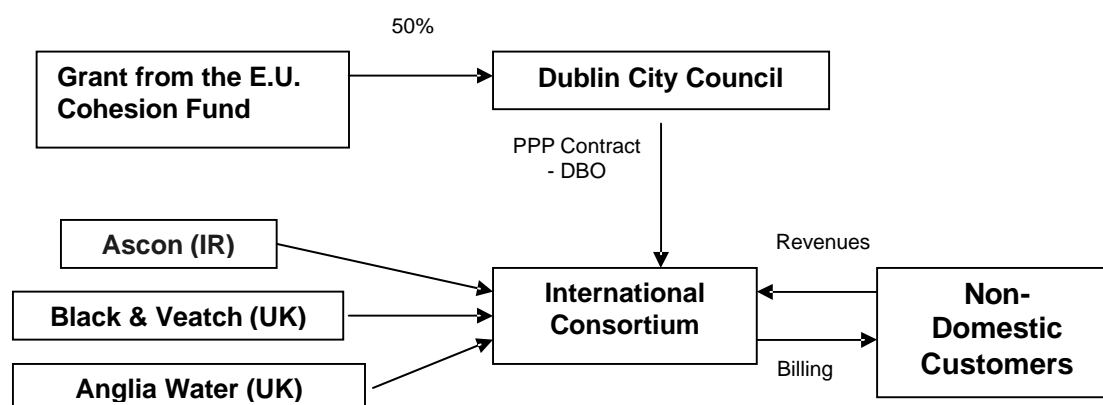 50%
Grant from the E.U.
Cohesion Fund
Dublin City Council
PPP Contract
- DBO
Ascon (IR)
Revenues
International
Consortium
Non-
Domestic
Customers
Black & Veatch (UK)
Billing
Anglia Water (UK)